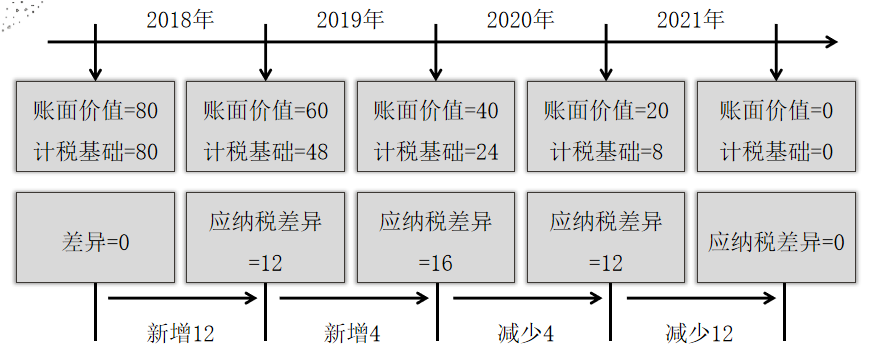 2018年 2019年 2020年 2021年
账面价值=80 账面价值=60 账面价值=40 账面价值=20 账面价值=0
计税基础=80 计税基础=48 计税基础=24 计税基础=8 计税基础=0
差异=0
应纳税差异
=12
应纳税差异
=16
应纳税差异
=12
应纳税差异=0
新增12 新增4 减少4 减少12